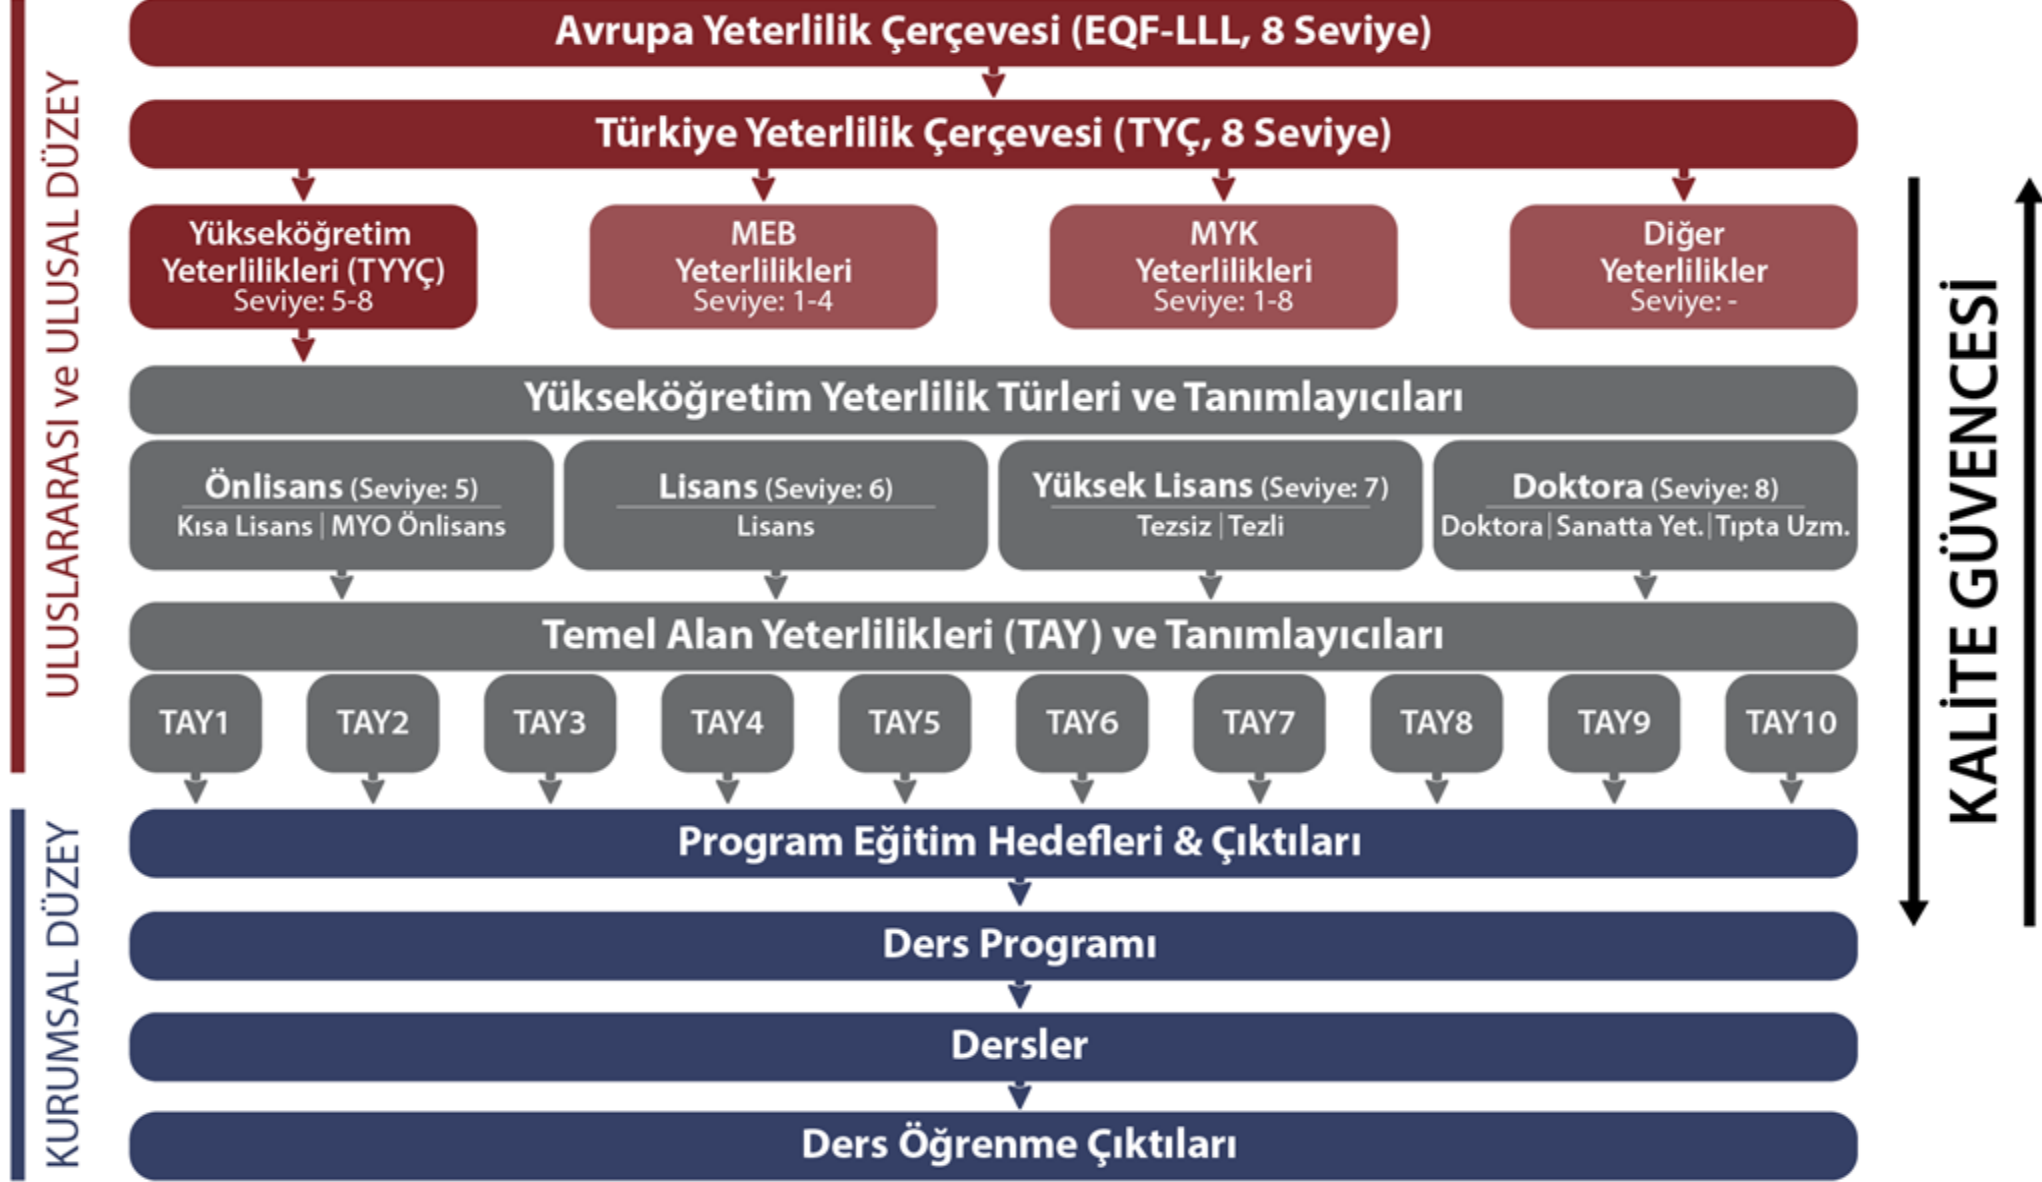 Avrupa Yeterlilik Çerçevesi (EQF-LLL, 8 Seviye)
Türkiye Yeterlilik Çerçevesi (TYÇ, 8 Seviye)
Yükseköğretim
Yeterlilikleri (TYYÇ)
Seviye: 5-8
MEB
Yeterlilikleri
Seviye: 1-4
MYK
Yeterlilikleri
Seviye: 1-8
Diğer
Yeterlilikler
Seviye: -
Yükseköğretim Yeterlilik Türleri ve Tanımlayıcıları
Önlisans (Seviye: 5)
Kısa Lisans | MYO Önlisans
Lisans (Seviye: 6)
Lisans
Yüksek Lisans (Seviye: 7)
Tezsiz | Tezli
Doktora (Seviye: 8)
Doktora | Sanatta Yet. | Tıpta Uzm.
Temel Alan Yeterlilikleri (TAY) ve Tanımlayıcıları
TAY1
TAY2
TAY3
TAY4
TAY5
TAY6
TAY7
TAY8
TAY9
TAY10
Program Eğitim Hedefleri & Çıktıları
Ders Programı
Dersler
Ders Öğrenme Çıktıları
ULUSLARARASI ve ULUSAL DÜZEY
KURUMSAL DÜZEY
KALİTE GÜVENCESİ